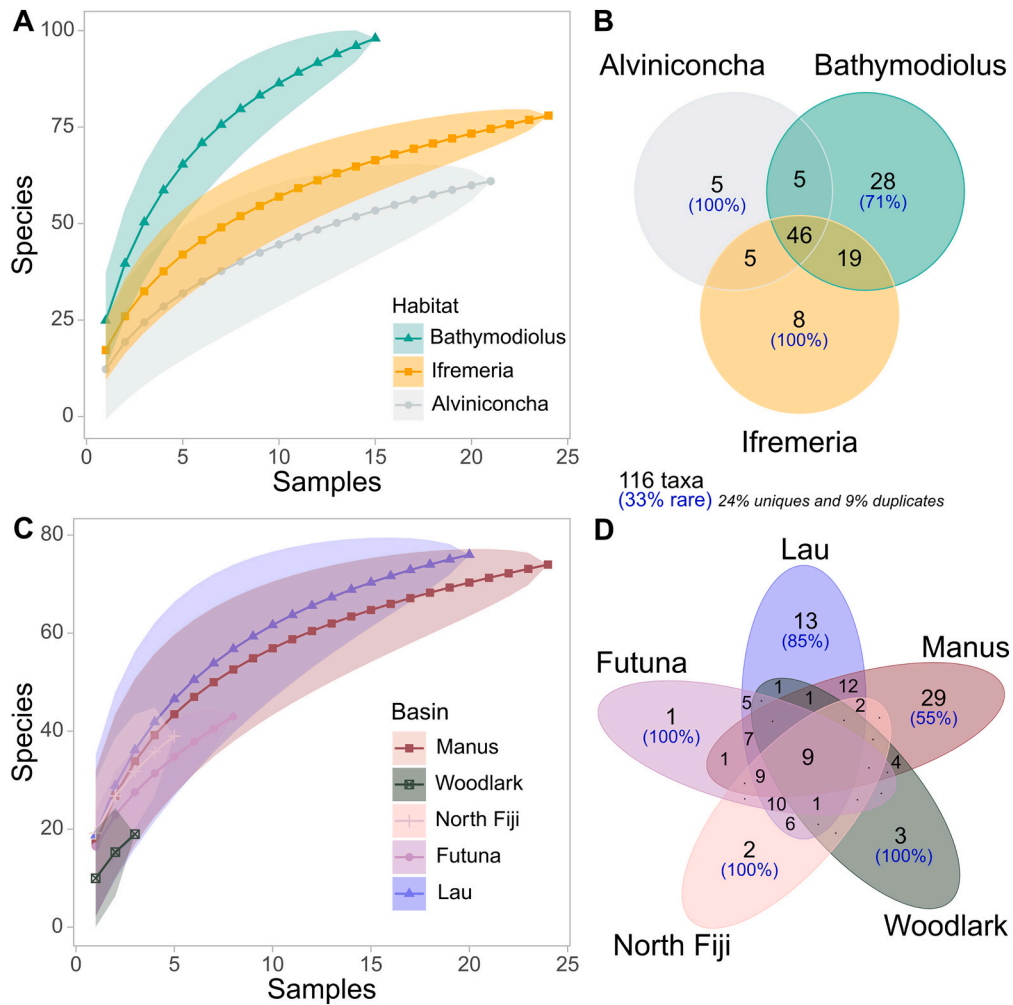 A
100
75
50
25
0
Species
0
5
10
15
20
25
Samples
Habitat
Bathymodiolus
Ifremeria
Alviniconcha
B
Alviniconcha
Bathymodiolus
5
(100%)
5
28
(71%)
46
5
19
8
(100%)
Ifremeria
116 taxa
(33% rare) 24% uniques and 9% duplicates
C
80
60
40
20
0
Species
0
5
10
15
20
25
Samples
Basin
Manus
Woodlark
North Fiji
Futuna
Lau
D
Lau
13
(85%)
Manus
Futuna
1
12
5
1
2
29
(55%)
1
(100%)
7
1
9
4
9
10
1
6
2
(100%)
3
(100%)
North Fiji
Woodlark